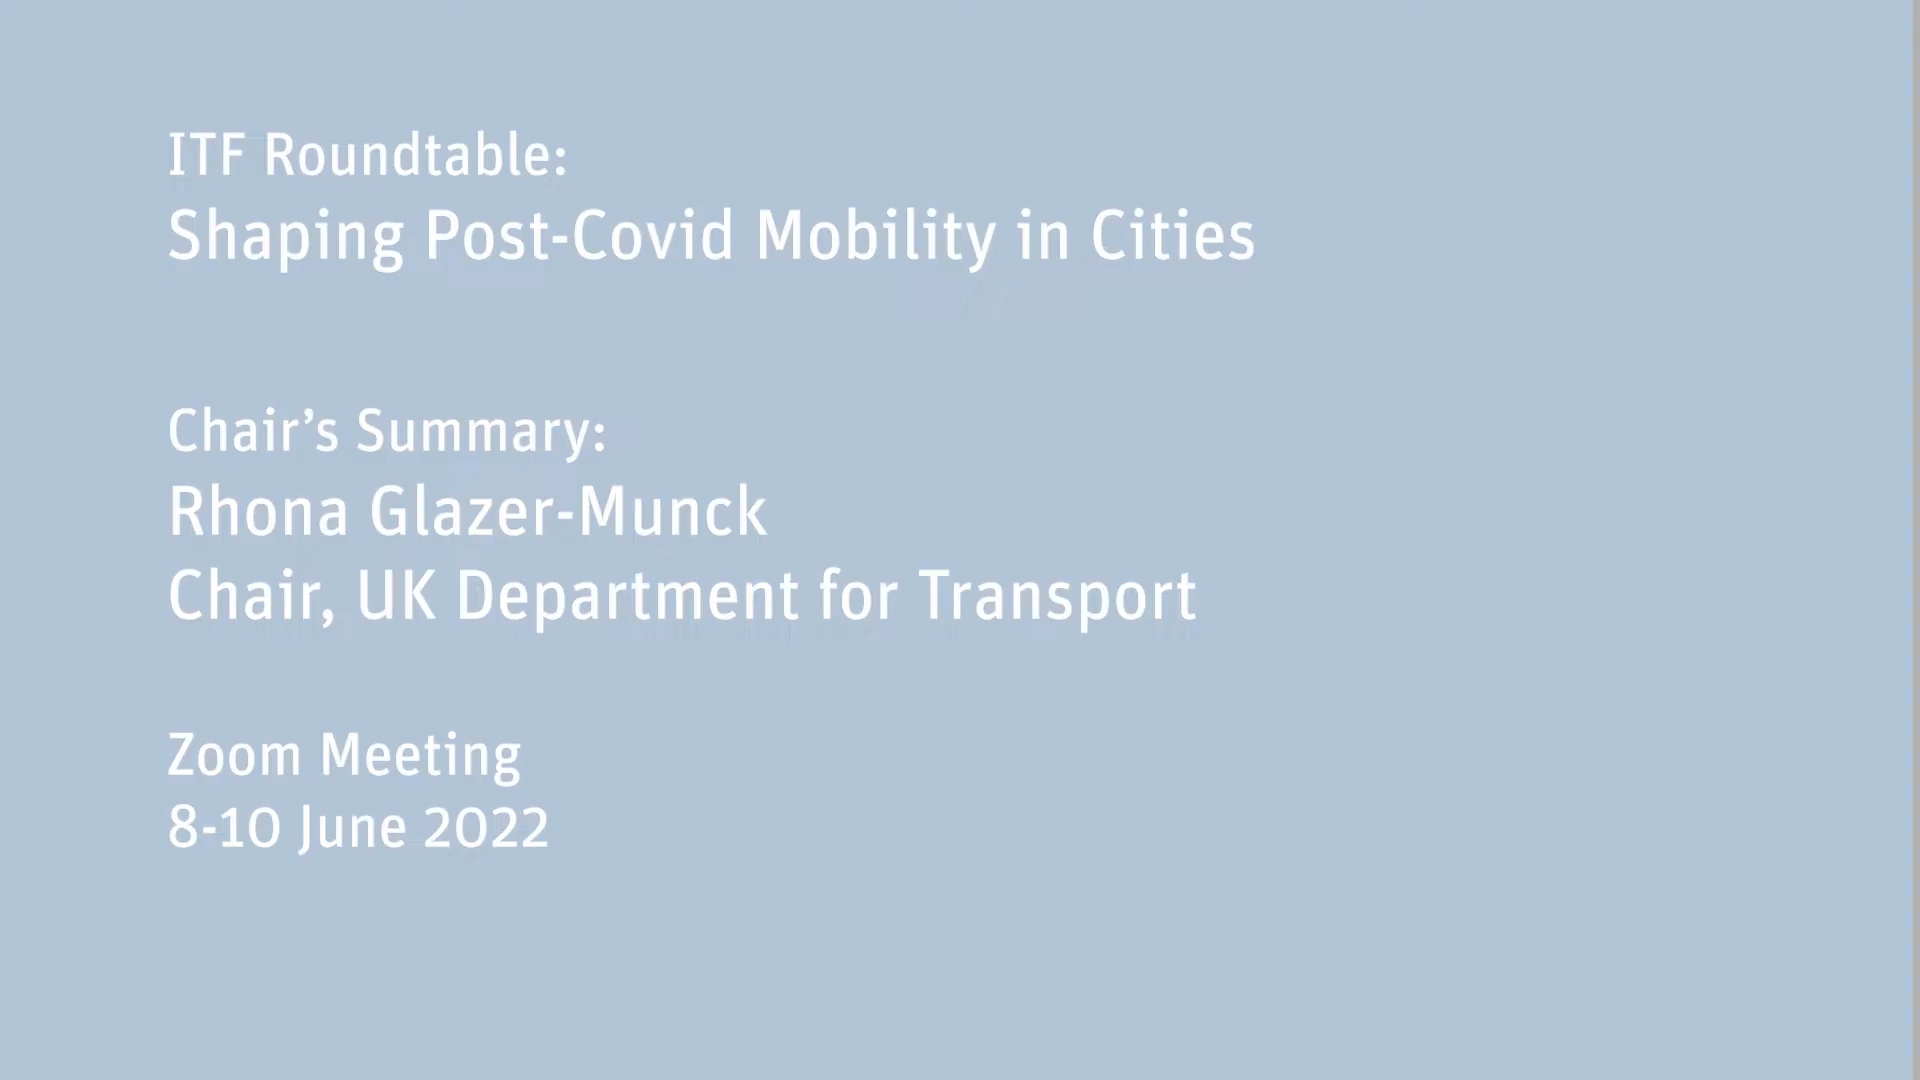 ITF Roundtable:
Shaping Post-Covid Mobility in Cities
Chair’s Summary:
Rhona Glazer-Munck
Chair, UK Department for Transport
Zoom Meeting
8-10 June 2022